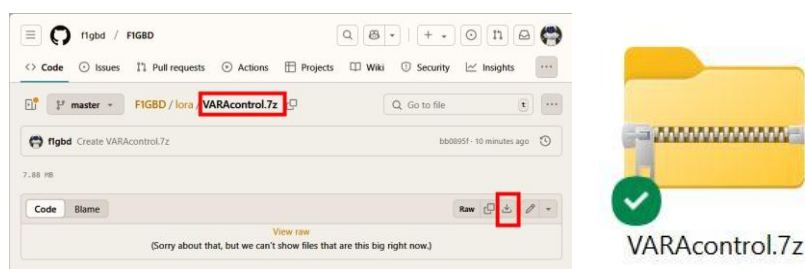 f1gbd / F1GBD
<> Code Issues Pull requests Actions Projects Wiki Security Insights ...
master F1GBD / lora / VARAcontrol.7z Go to file t ...
f1gbd Create VARAcontrol.7z bb0895f · 10 minutes ago
7.88 MB
Code Blame Raw
View raw
(Sorry about that, but we can't show files that are this big right now.)
VARAcontrol.7z